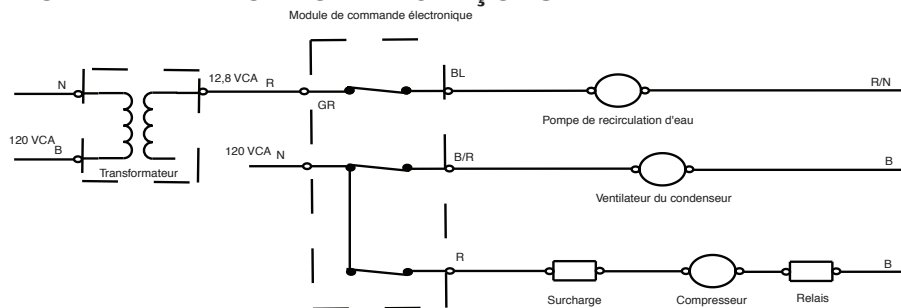 Module de commande électronique
12,8 VCA
R
BL
N
R/N
GR
Pompe de recirculation d'eau
120 VCA
B
120 VCA
N
B/R
B
Transformateur
Ventilateur du condenseur
R
B
Surcharge
Compresseur
Relais